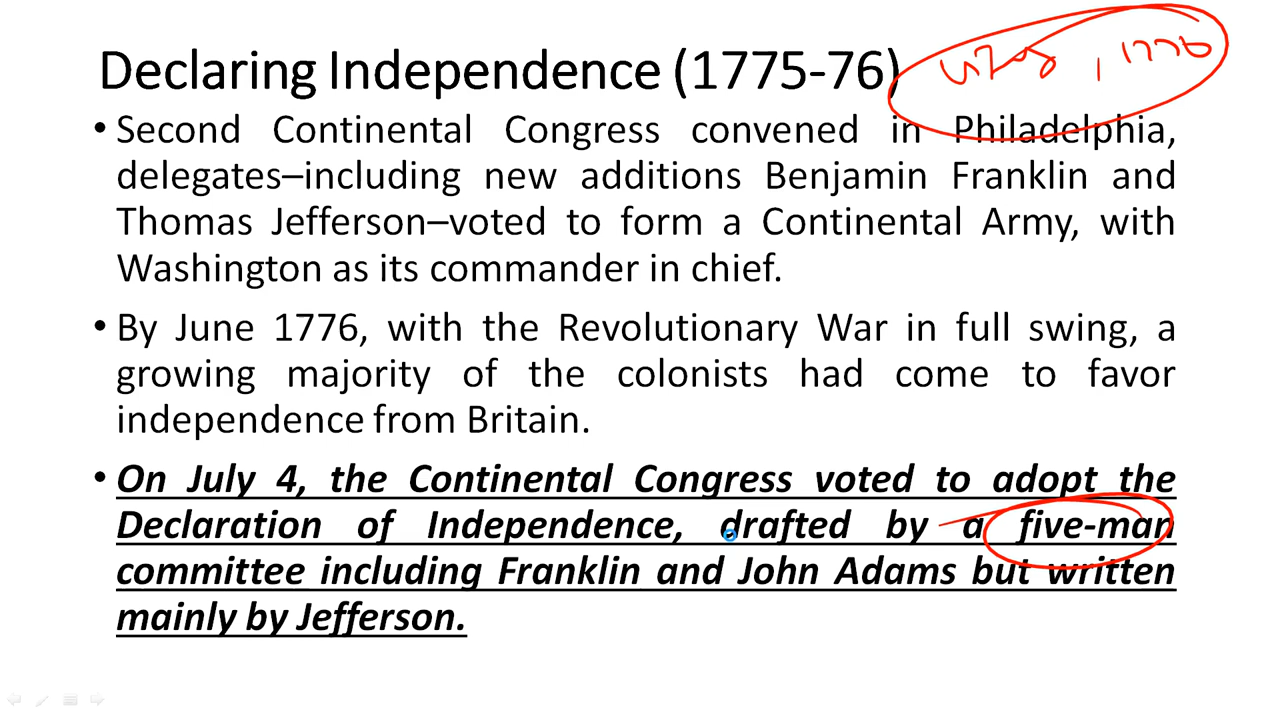 Declaring Independence (1775-76)
, 1776
• Second Continental Congress convened in Philadelphia,
delegates–including new additions Benjamin Franklin and
Thomas Jefferson–voted to form a Continental Army, with
Washington as its commander in chief.
• By June 1776, with the Revolutionary War in full swing, a
growing majority of the colonists had come to favor
independence from Britain.
• On July 4, the Continental Congress voted to adopt the
Declaration of Independence, drafted by a five-man
committee including Franklin and John Adams but written
mainly by Jefferson.